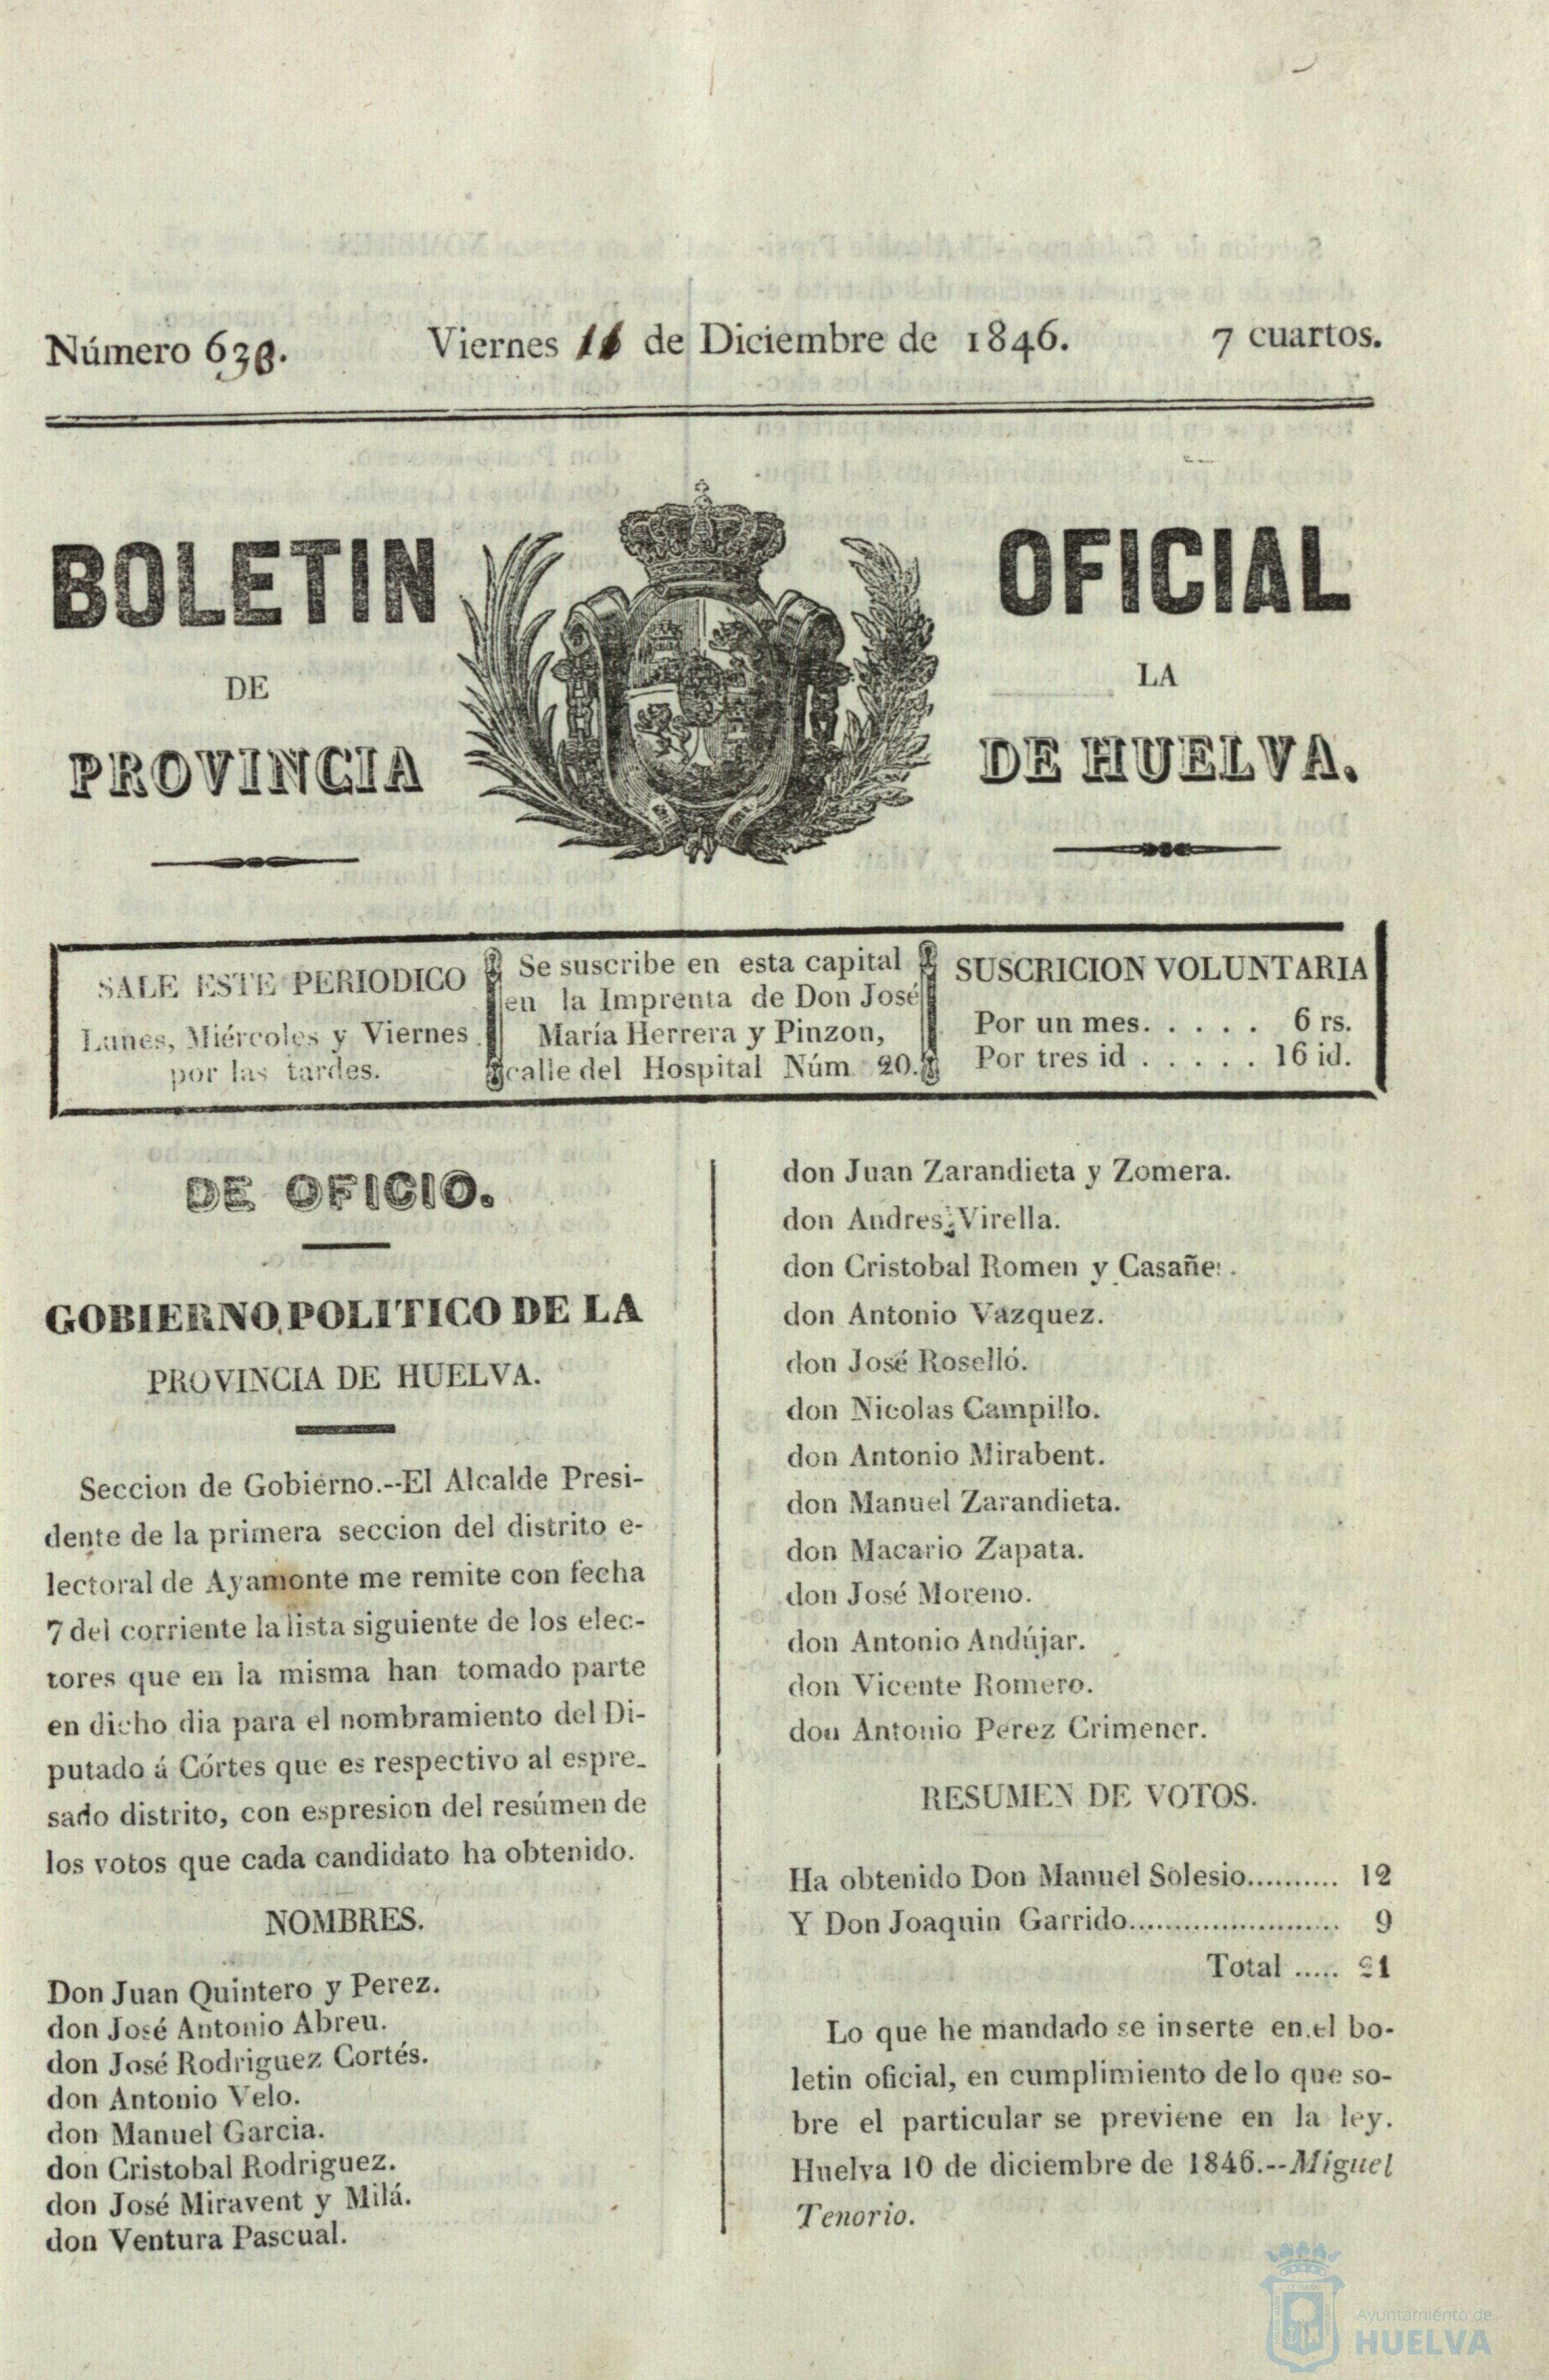 Número 639.
Viernes 11 de Diciembre de 1846.
7 cuartos.
BOLETIN OFICIAL
DE LA
PROVINCIA DE HUELVA.
SALE ESTE PERIODICO
Lunes, Miércoles y Viernes
por las tardes.
Se suscribe en esta capital
en la Imprenta de Don José
María Herrera y Pinzon,
calle del Hospital Núm 20.
SUSCRICION VOLUNTARIA
Por un mes. . . . . 6 rs.
Por tres id . . . . . 16 id.
DE OFICIO.
GOBIERNO POLITICO DE LA
PROVINCIA DE HUELVA.
Seccion de Gobierno.--El Alcalde Presi-
dente de la primera seccion del distrito e-
lectoral de Ayamonte me remite con fecha
7 del corriente la lista siguiente de los elec-
tores que en la misma han tomado parte
en dicho dia para el nombramiento del Di-
putado á Córtes que es respectivo al espre-
sado distrito, con espresion del resúmen de
los votos que cada candidato ha obtenido.
NOMBRES.
Don Juan Quintero y Perez.
don José Antonio Abreu.
don José Rodriguez Cortés.
don Antonio Velo.
don Manuel Garcia.
don Cristobal Rodriguez.
don José Miravent y Milá.
don Ventura Pascual.
don Juan Zarandieta y Zomera.
don Andres Virella.
don Cristobal Romen y
don Antonio Vazquez.
don José Roselló.
don Nicolas Campillo.
don Antonio Mirabent.
don Manuel Zarandieta.
don Macario Zapata.
don José Moreno.
don Antonio Andújar.
don Vicente Romero.
don Antonio Perez Crimener.
RESUMEN DE VOTOS.
Ha obtenido Don Manuel Solesio.......... 12
Y Don Joaquin Garrido....................... 9
Total ..... 21
Lo que he mandado se inserte en el bo-
letin oficial, en cumplimiento de lo que so-
bre el particular se previene en la ley.
Huelva 10 de diciembre de 1846.--Miguel
Tenorio.
Ayuntamiento de
HUELVA